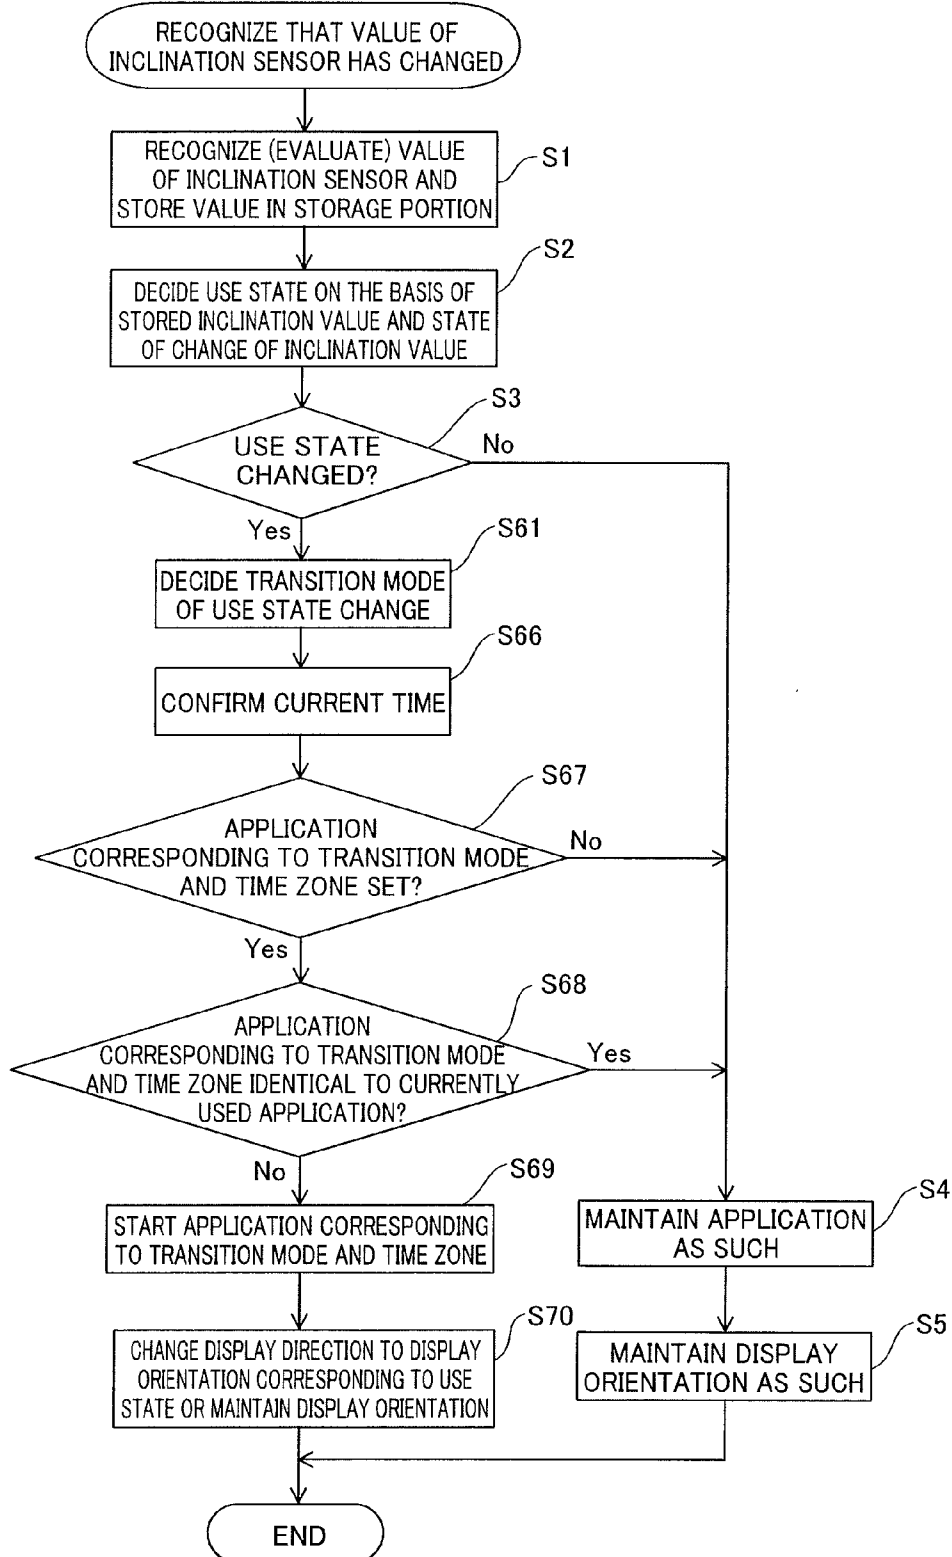 RECOGNIZE THAT VALUE OF
INCLINATION SENSOR HAS CHANGED
RECOGNIZE (EVALUATE) VALUE
OF INCLINATION SENSOR AND
STORE VALUE IN STORAGE PORTION
S1
DECIDE USE STATE ON THE BASIS OF
STORED INCLINATION VALUE AND STATE
OF CHANGE OF INCLINATION VALUE
S2
USE STATE
CHANGED?
S3
No
Yes
DECIDE TRANSITION MODE
OF USE STATE CHANGE
S61
CONFIRM CURRENT TIME
S66
APPLICATION
CORRESPONDING TO TRANSITION MODE
AND TIME ZONE SET?
S67
No
Yes
APPLICATION
CORRESPONDING TO TRANSITION MODE
AND TIME ZONE IDENTICAL TO CURRENTLY
USED APPLICATION?
S68
Yes
No
START APPLICATION CORRESPONDING
TO TRANSITION MODE AND TIME ZONE
S69
MAINTAIN APPLICATION
AS SUCH
S4
CHANGE DISPLAY DIRECTION TO DISPLAY
ORIENTATION CORRESPONDING TO USE
STATE OR MAINTAIN DISPLAY ORIENTATION
S70
MAINTAIN DISPLAY
ORIENTATION AS SUCH
S5
END